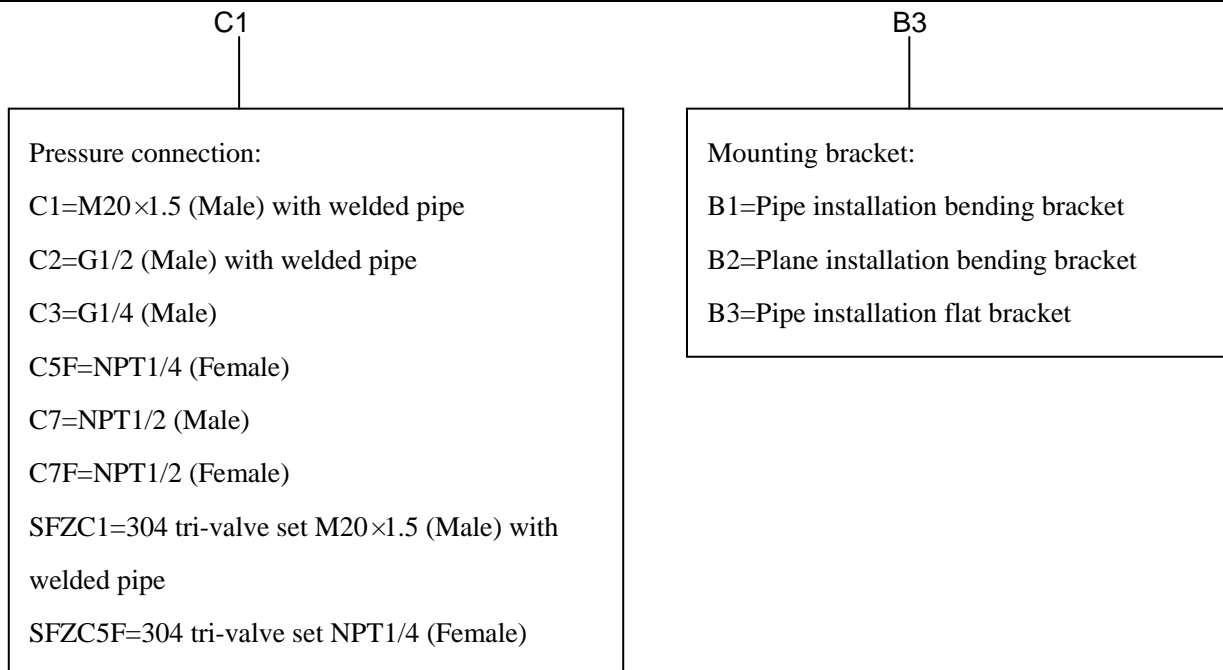 C1
Pressure connection:
C1=M20×1.5 (Male) with welded pipe
C2=G1/2 (Male) with welded pipe
C3=G1/4 (Male)
C5F=NPT1/4 (Female)
C7=NPT1/2 (Male)
C7F=NPT1/2 (Female)
SFZC1=304 tri-valve set M20×1.5 (Male) with
welded pipe
SFZC5F=304 tri-valve set NPT1/4 (Female)
B3
Mounting bracket:
B1=Pipe installation bending bracket
B2=Plane installation bending bracket
B3=Pipe installation flat bracket